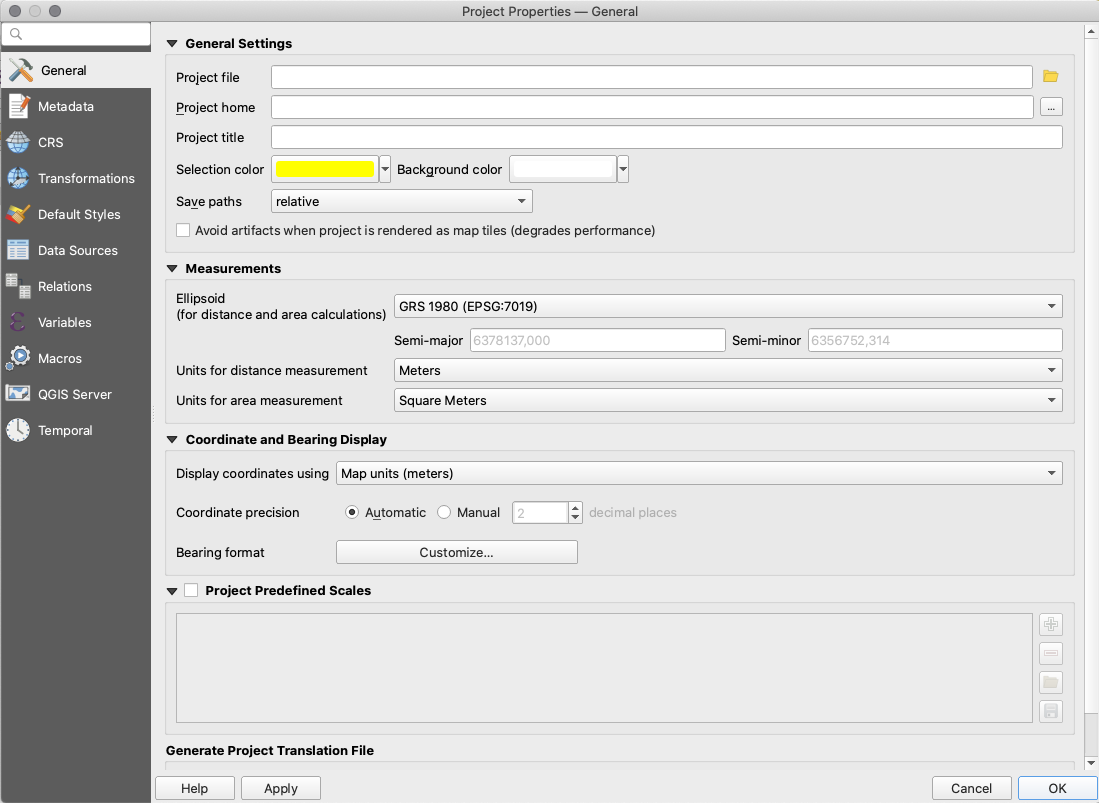 Project Properties — General
General
Metadata
CRS
Transformations
Default Styles
Data Sources
Relations
Variables
Macros
QGIS Server
Temporal
General Settings
Project file
Project home
...
Project title
Selection color
Background color
Save paths
relative
Avoid artifacts when project is rendered as map tiles (degrades performance)
Measurements
Ellipsoid
(for distance and area calculations)
GRS 1980 (EPSG:7019)
Semi-major
6378137,000
Semi-minor
6356752,314
Units for distance measurement
Meters
Units for area measurement
Square Meters
Coordinate and Bearing Display
Display coordinates using
Map units (meters)
Coordinate precision
Automatic
Manual
2
decimal places
Bearing format
Customize...
Project Predefined Scales
Generate Project Translation File
Help
Apply
Cancel
OK